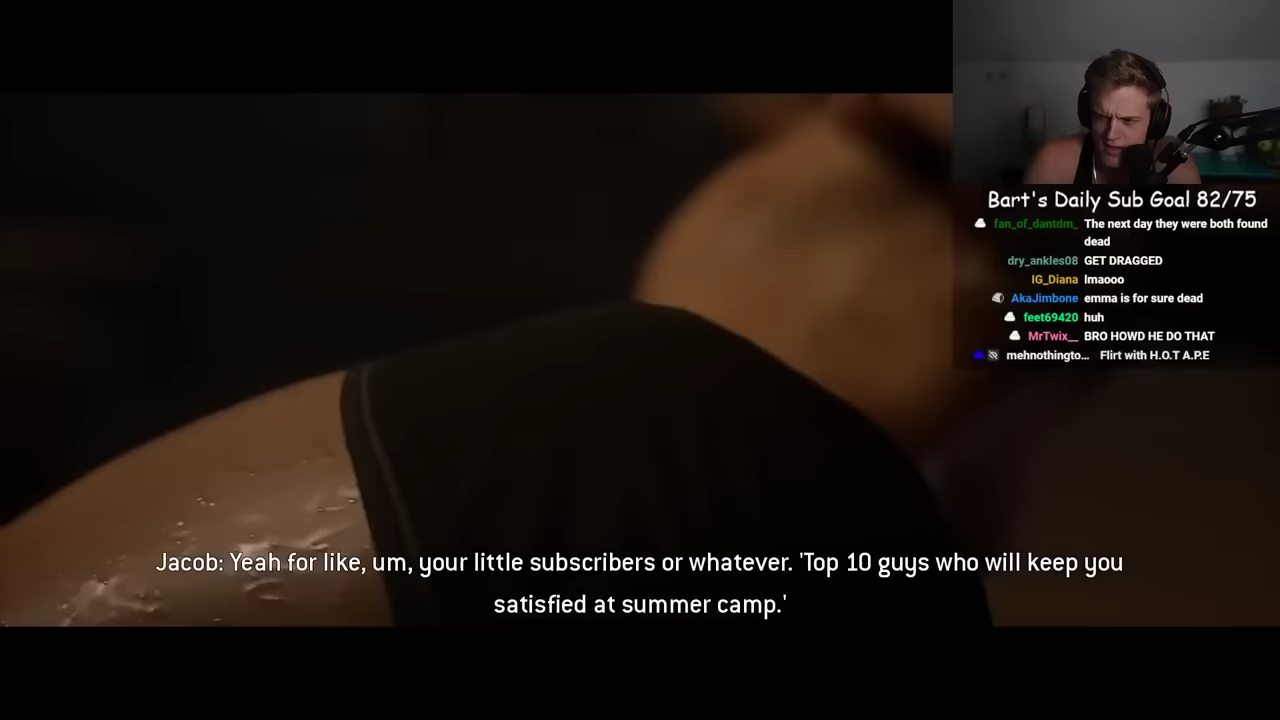 Bart's Daily Sub Goal 82/75
fan_of_dantdm_ The next day they were both found
dead
dry_ankles08 GET DRAGGED
IG_Diana lmaooo
AkaJimbone emma is for sure dead
feet69420 huh
MrTwix__ BRO HOWD HE DO THAT
mehnothingto... Flirt with H.O.T A.P.E
Jacob: Yeah for like, um, your little subscribers or whatever. 'Top 10 guys who will keep you
satisfied at summer camp.'